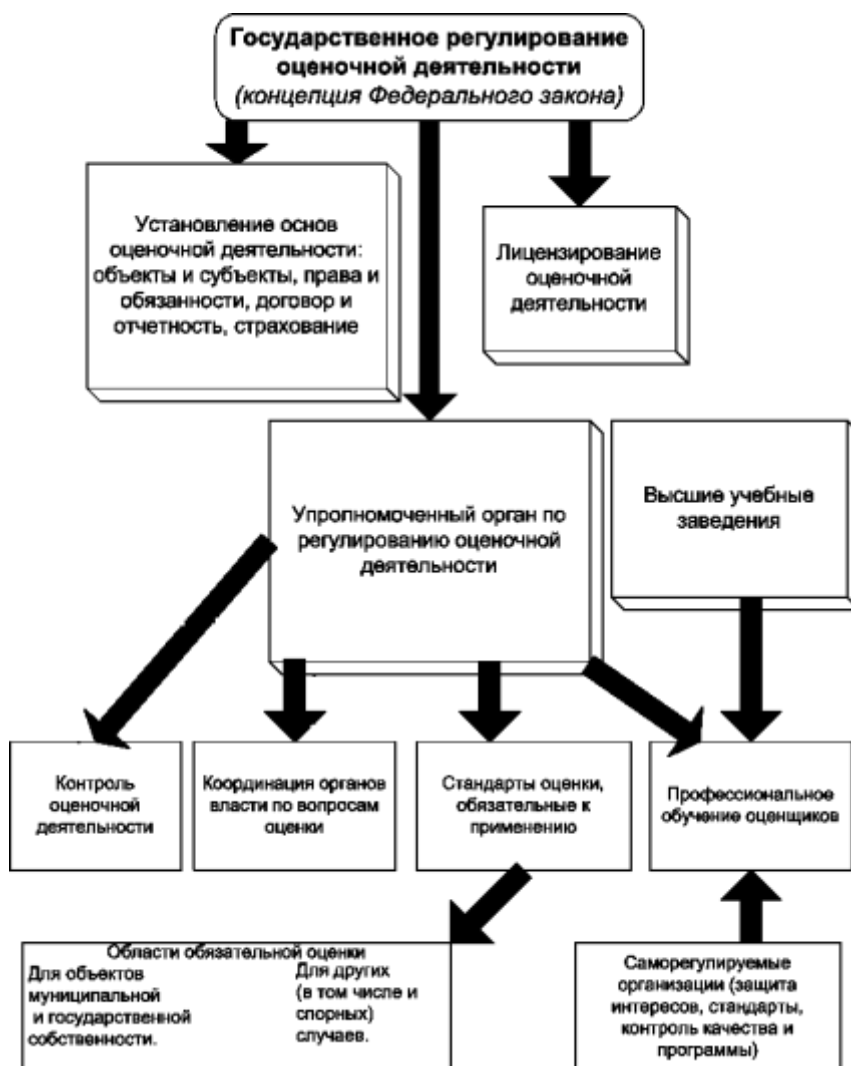 Государственное регулирование
оценочной деятельности
(концепция Федерального закона)
Установление основ
оценочной деятельности:
объекты и субъекты, права и
обязанности, договор и
отчетность, страхование
Лицензирование
оценочной
деятельности
Упропномоченный орган по
регулированию оценочной
деятельности
Высшие учебные
заведения
Контроль
оценочной
деятельности
Координация органов
власти по вопросам
оценки
Стандарты оценки,
обязательные к
применению
Профессиональное
обучение оценщиков
Области обязательной оценки
Для объектов
муниципальной
и государственной
собственности.
Для других
(в том числе и
спорных)
случаев.
Саморегулируемые
организации (защита
интересов, стандарты,
контроль качества и
программы)